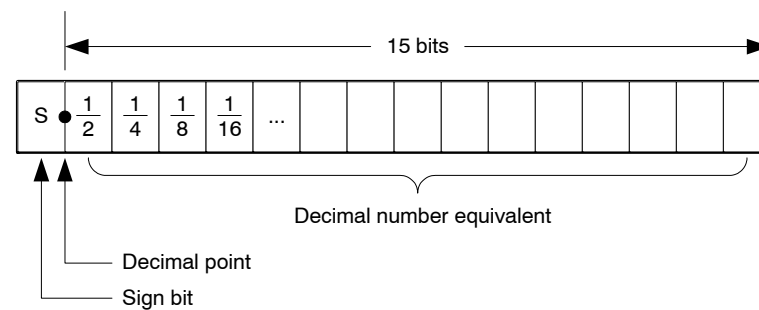 15 bits
S 1/2 1/4 1/8 1/16 ...
Decimal number equivalent
Decimal point
Sign bit